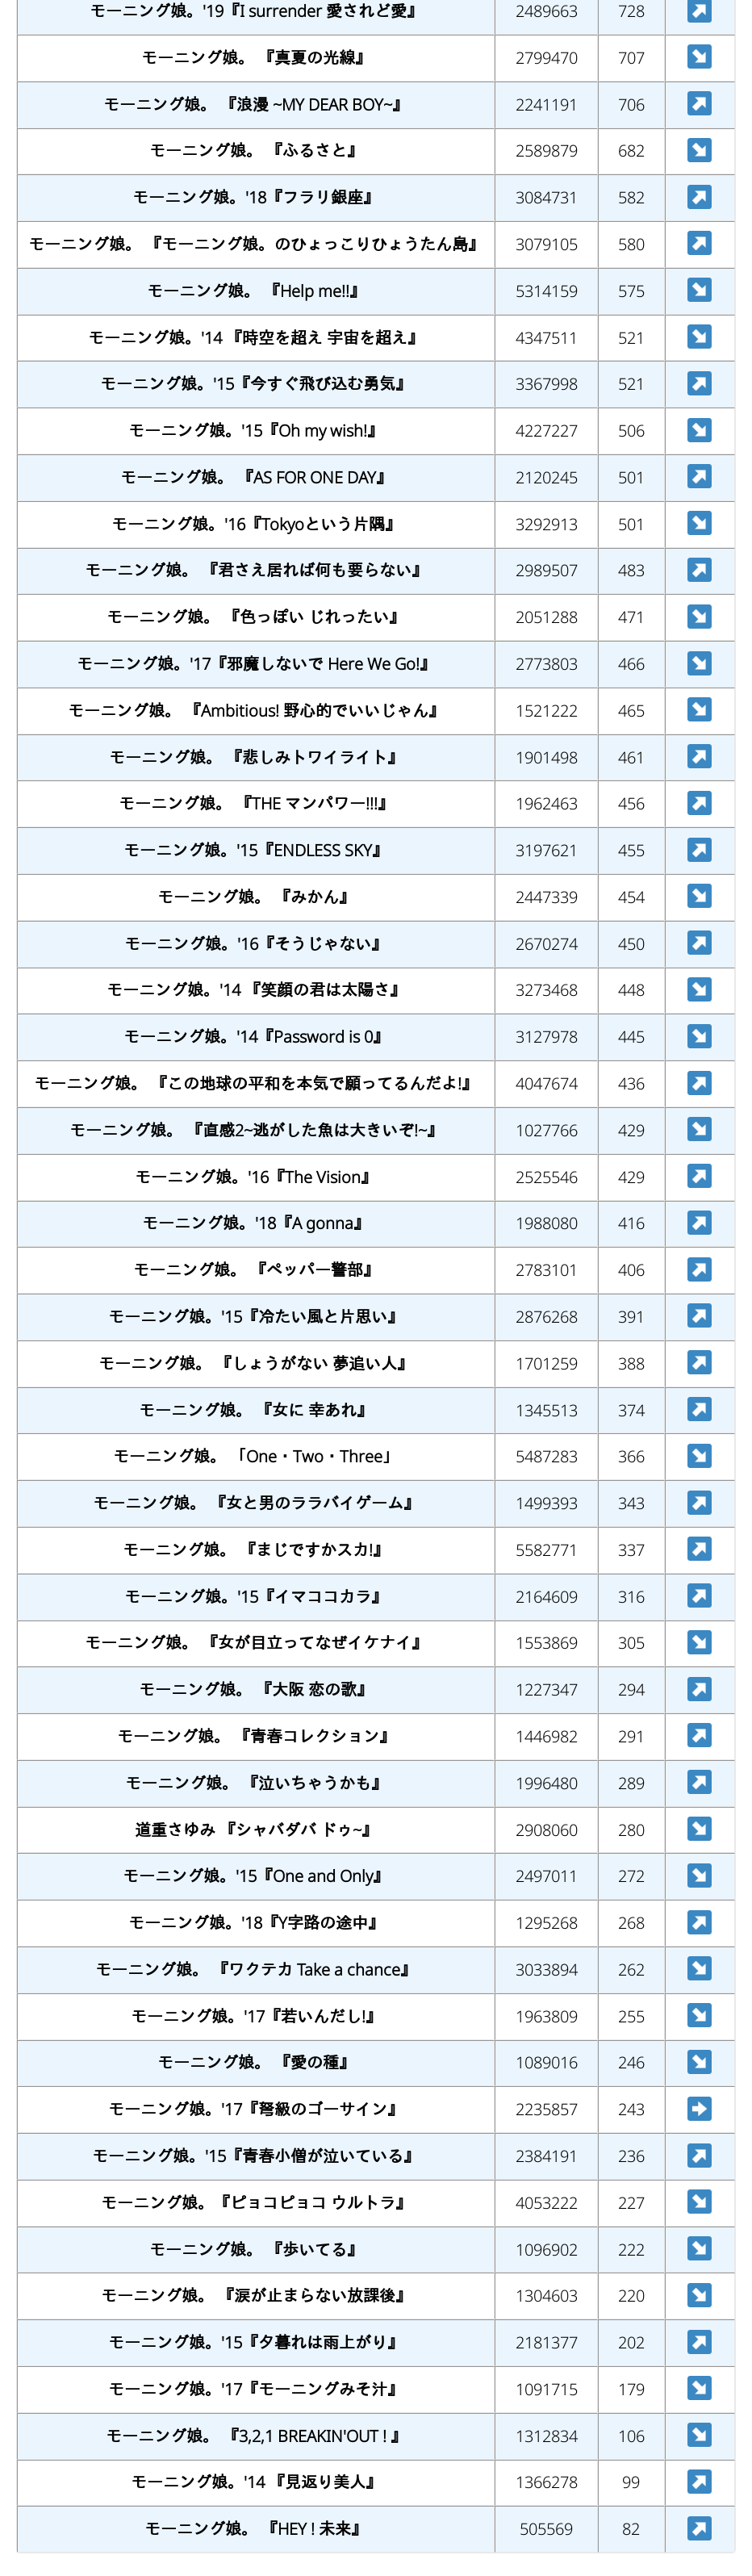 モーニング娘。'19『I surrender 愛されど愛』 2489663 728 ↗
モーニング娘。 『真夏の光線』 2799470 707 ↘
モーニング娘。 『浪漫 ~MY DEAR BOY~』 2241191 706 ↗
モーニング娘。 『ふるさと』 2589879 682 ↘
モーニング娘。'18『フラリ銀座』 3084731 582 ↗
モーニング娘。 『モーニング娘。のひょっこりひょうたん島』 3079105 580 ↗
モーニング娘。 『Help me!!』 5314159 575 ↘
モーニング娘。'14 『時空を超え 宇宙を超え』 4347511 521 ↘
モーニング娘。'15『今すぐ飛び込む勇気』 3367998 521 ↗
モーニング娘。'15『Oh my wish!』 4227227 506 ↘
モーニング娘。 『AS FOR ONE DAY』 2120245 501 ↗
モーニング娘。'16『Tokyoという片隅』 3292913 501 ↘
モーニング娘。 『君さえ居れば何も要らない』 2989507 483 ↗
モーニング娘。 『色っぽい じれったい』 2051288 471 ↘
モーニング娘。'17『邪魔しないで Here We Go!』 2773803 466 ↘
モーニング娘。 『Ambitious! 野心的でいいじゃん』 1521222 465 ↘
モーニング娘。 『悲しみトワイライト』 1901498 461 ↗
モーニング娘。 『THE マンパワー!!!』 1962463 456 ↗
モーニング娘。'15『ENDLESS SKY』 3197621 455 ↗
モーニング娘。 『みかん』 2447339 454 ↘
モーニング娘。'16『そうじゃない』 2670274 450 ↗
モーニング娘。'14 『笑顔の君は太陽さ』 3273468 448 ↘
モーニング娘。'14『Password is 0』 3127978 445 ↘
モーニング娘。 『この地球の平和を本気で願ってるんだよ!』 4047674 436 ↗
モーニング娘。 『直感2~逃がした魚は大きいぞ!~』 1027766 429 ↘
モーニング娘。'16『The Vision』 2525546 429 ↗
モーニング娘。'18『A gonna』 1988080 416 ↗
モーニング娘。 『ペッパー警部』 2783101 406 ↗
モーニング娘。'15『冷たい風と片思い』 2876268 391 ↗
モーニング娘。 『しょうがない 夢追い人』 1701259 388 ↗
モーニング娘。 『女に 幸あれ』 1345513 374 ↗
モーニング娘。 「One・Two・Three」 5487283 366 ↘
モーニング娘。 『女と男のララバイゲーム』 1499393 343 ↗
モーニング娘。 『まじですかスカ!』 5582771 337 ↗
モーニング娘。'15『イマココカラ』 2164609 316 ↗
モーニング娘。 『女が目立ってなぜイケナイ』 1553869 305 ↘
モーニング娘。 『大阪 恋の歌』 1227347 294 ↗
モーニング娘。 『青春コレクション』 1446982 291 ↗
モーニング娘。 『泣いちゃうかも』 1996480 289 ↗
道重さゆみ 『シャバダバ ドゥ~』 2908060 280 ↘
モーニング娘。'15『One and Only』 2497011 272 ↗
モーニング娘。'18『Y字路の途中』 1295268 268 ↗
モーニング娘。 『ワクテカ Take a chance』 3033894 262 ↘
モーニング娘。'17『若いんだし!』 1963809 255 ↘
モーニング娘。 『愛の種』 1089016 246 ↘
モーニング娘。'17『弩級のゴーサイン』 2235857 243 →
モーニング娘。'15『青春小僧が泣いている』 2384191 236 ↗
モーニング娘。『ピョコピョコ ウルトラ』 4053222 227 ↘
モーニング娘。 『歩いてる』 1096902 222 ↘
モーニング娘。 『涙が止まらない放課後』 1304603 220 ↘
モーニング娘。'15『夕暮れは雨上がり』 2181377 202 ↗
モーニング娘。'17『モーニングみそ汁』 1091715 179 ↘
モーニング娘。 『3,2,1 BREAKIN'OUT ! 』 1312834 106 ↘
モーニング娘。'14 『見返り美人』 1366278 99 ↗
モーニング娘。 『HEY ! 未来』 505569 82 ↗